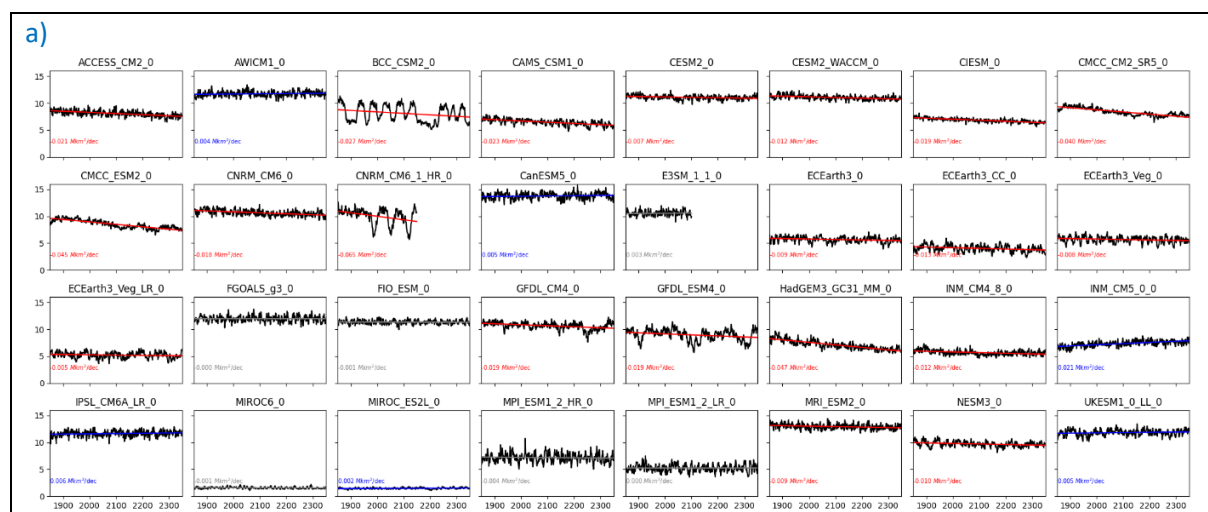 a)
ACCESS_CM2_0 AWICM1_0 BCC_CSM2_0 CAMS_CSM1_0 CESM2_0 CESM2_WACCM_0 CIESM_0 CMCC_CM2_SR5_0
15
10
5
0
-0.021 Mkm²/dec 0.004 Mkm²/dec -0.027 Mkm²/dec -0.023 Mkm²/dec -0.007 Mkm²/dec -0.012 Mkm²/dec -0.019 Mkm²/dec -0.040 Mkm²/dec
CMCC_ESM2_0 CNRM_CM6_0 CNRM_CM6_1_HR_0 CanESM5_0 E3SM_1_1_0 ECEarth3_0 ECEarth3_CC_0 ECEarth3_Veg_0
15
10
5
0
-0.045 Mkm²/dec -0.018 Mkm²/dec -0.065 Mkm²/dec 0.005 Mkm²/dec 0.003 Mkm²/dec -0.009 Mkm²/dec -0.013 Mkm²/dec -0.008 Mkm²/dec
ECEarth3_Veg_LR_0 FGOALS_g3_0 FIO_ESM_0 GFDL_CM4_0 GFDL_ESM4_0 HadGEM3_GC31_MM_0 INM_CM4_8_0 INM_CM5_0_0
15
10
5
0
-0.005 Mkm²/dec -0.000 Mkm²/dec -0.001 Mkm²/dec -0.019 Mkm²/dec -0.019 Mkm²/dec -0.047 Mkm²/dec -0.012 Mkm²/dec 0.021 Mkm²/dec
IPSL_CM6A_LR_0 MIROC6_0 MIROC_ES2L_0 MPI_ESM1_2_HR_0 MPI_ESM1_2_LR_0 MRI_ESM2_0 NESM3_0 UKESM1_0_LL_0
15
10
5
0
0.006 Mkm²/dec -0.001 Mkm²/dec 0.002 Mkm²/dec -0.004 Mkm²/dec 0.000 Mkm²/dec -0.009 Mkm²/dec -0.010 Mkm²/dec 0.005 Mkm²/dec
1900 2000 2100 2200 2300 1900 2000 2100 2200 2300 1900 2000 2100 2200 2300 1900 2000 2100 2200 2300 1900 2000 2100 2200 2300 1900 2000 2100 2200 2300 1900 2000 2100 2200 2300 1900 2000 2100 2200 2300